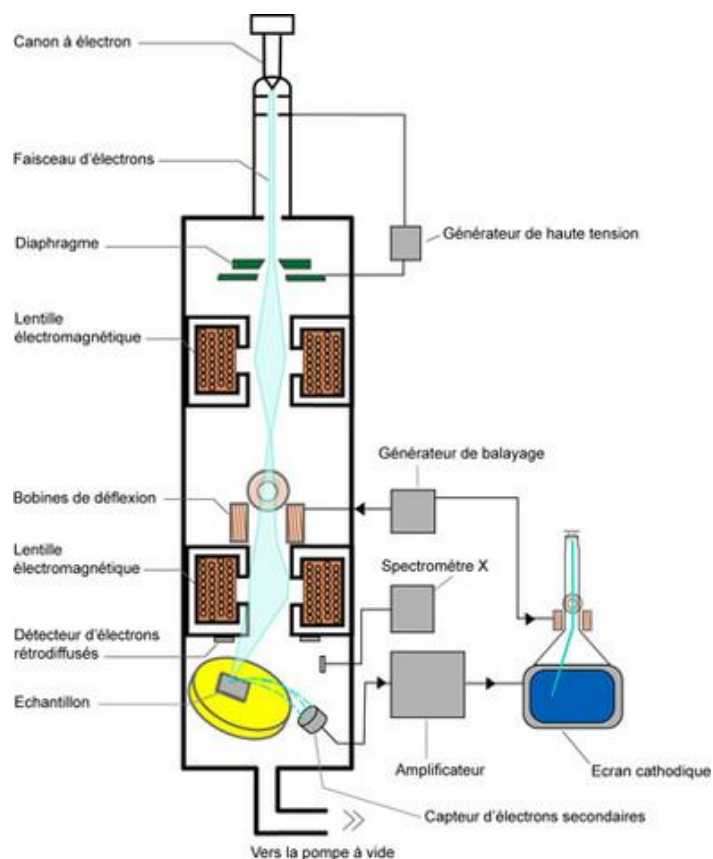 Canon à électron
Faisceau d'électrons
Générateur de haute tension
Diaphragme
Lentille
électromagnétique
Générateur de balayage
Bobines de déflexion
Lentille
électromagnétique
Spectromètre X
Détecteur d'électrons
rétrodiffusés
Echantillon
Amplificateur
Ecran cathodique
Capteur d'électrons secondaires
Vers la pompe à vide